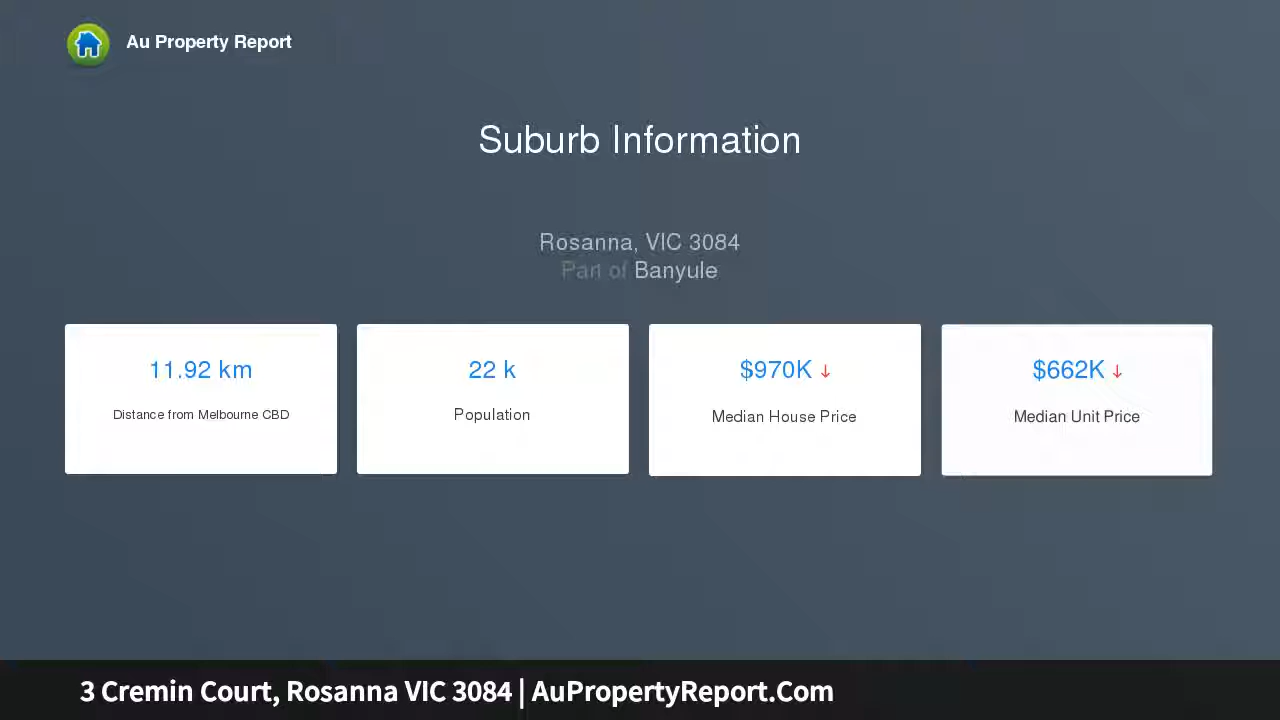 Au Property Report
Suburb Information
Rosanna, VIC 3084
Part of Banyule
11.92 km
Distance from Melbourne CBD
22 k
Population
$970K ↓
Median House Price
$662K ↓
Median Unit Price
3 Cremin Court, Rosanna VIC 3084 | AuPropertyReport.Com